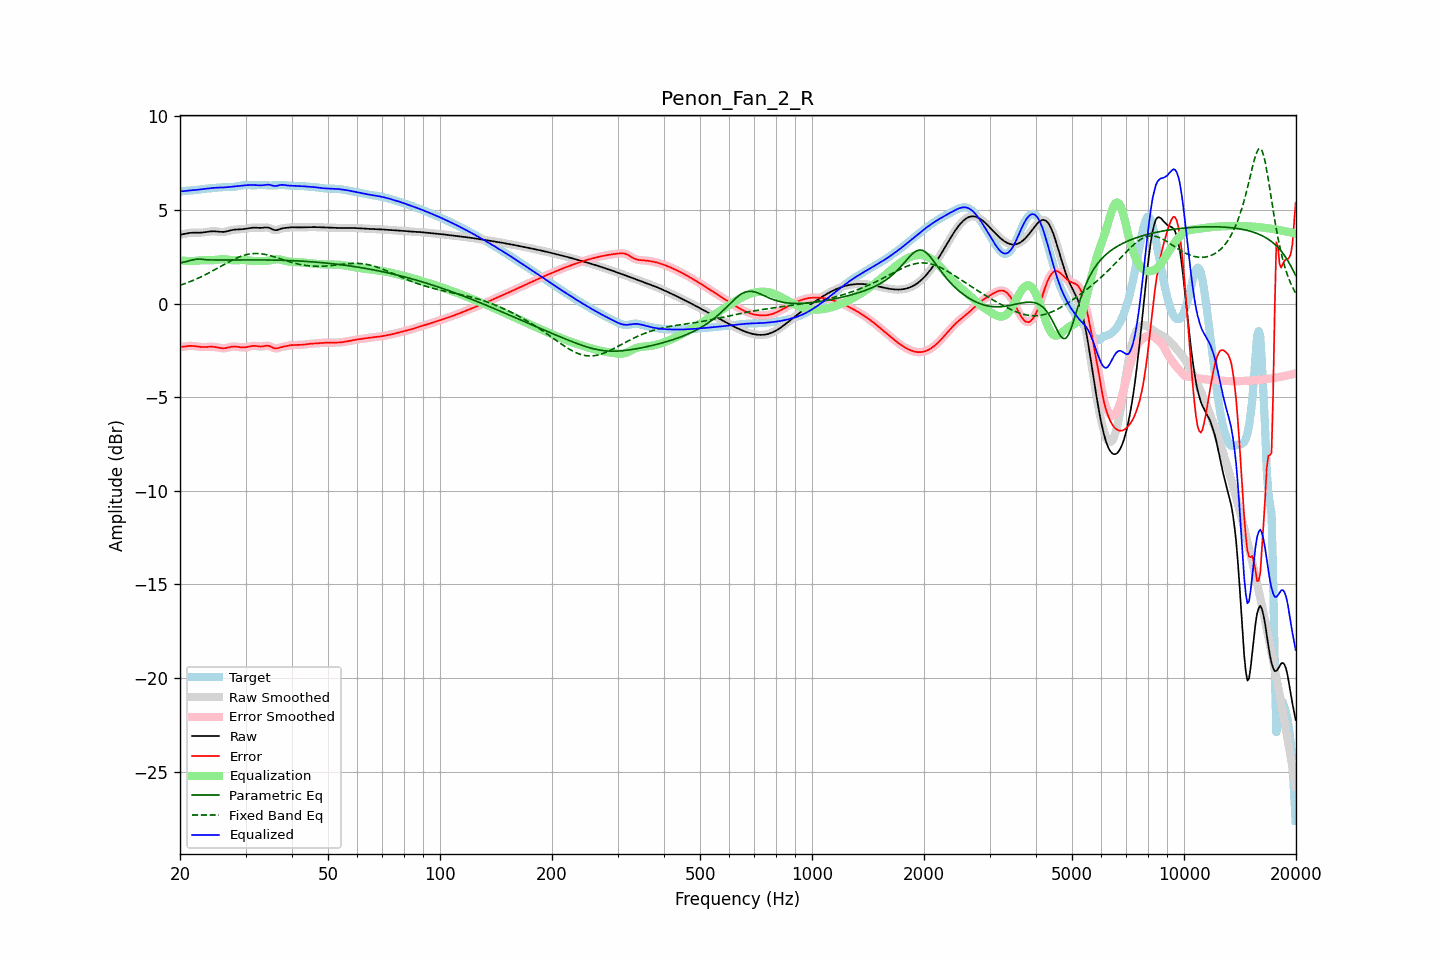 Penon_Fan_2_R
10
5
0
−5
−10
−15
−20
−25
Amplitude (dBr)
Target
Raw Smoothed
Error Smoothed
Raw
Error
Equalization
Parametric Eq
Fixed Band Eq
Equalized
20 50 100 200 500 1000 2000 5000 10000 20000
Frequency (Hz)